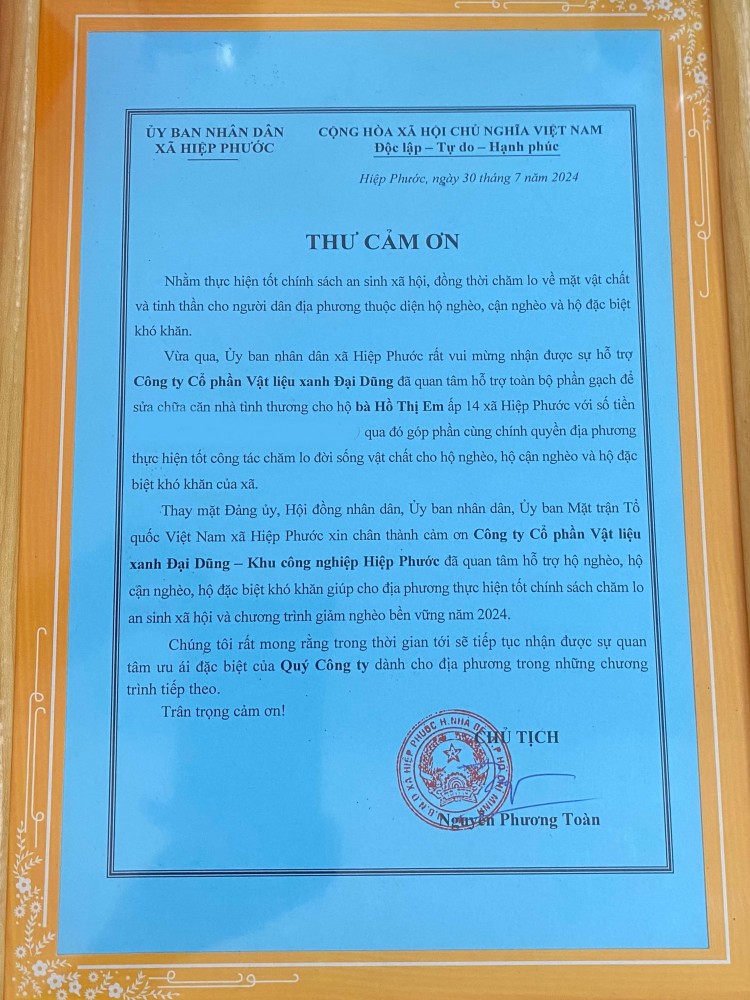 ỦY BAN NHÂN DÂN
XÃ HIỆP PHƯỚC
CỘNG HÒA XÃ HỘI CHỦ NGHĨA VIỆT NAM
Độc lập – Tự do – Hạnh phúc
Hiệp Phước, ngày 30 tháng 7 năm 2024
THƯ CẢM ƠN
Nhằm thực hiện tốt chính sách an sinh xã hội, đồng thời chăm lo về mặt vật chất
và tinh thần cho người dân địa phương thuộc diện hộ nghèo, cận nghèo và hộ đặc biệt
khó khăn.
Vừa qua, Ủy ban nhân dân xã Hiệp Phước rất vui mừng nhận được sự hỗ trợ
Công ty Cổ phần Vật liệu xanh Đại Dũng đã quan tâm hỗ trợ toàn bộ phần gạch để
sửa chữa căn nhà tình thương cho hộ bà Hồ Thị Em ấp 14 xã Hiệp Phước với số tiền
qua đó góp phần cùng chính quyền địa phương
thực hiện tốt công tác chăm lo đời sống vật chất cho hộ nghèo, hộ cận nghèo và hộ đặc
biệt khó khăn của xã.
Thay mặt Đảng ủy, Hội đồng nhân dân, Ủy ban nhân dân, Ủy ban Mặt trận Tổ
quốc Việt Nam xã Hiệp Phước xin chân thành cảm ơn Công ty Cổ phần Vật liệu
xanh Đại Dũng – Khu công nghiệp Hiệp Phước đã quan tâm hỗ trợ hộ nghèo, hộ
cận nghèo, hộ đặc biệt khó khăn giúp cho địa phương thực hiện tốt chính sách chăm lo
an sinh xã hội và chương trình giảm nghèo bền vững năm 2024.
Chúng tôi rất mong rằng trong thời gian tới sẽ tiếp tục nhận được sự quan
tâm ưu ái đặc biệt của Quý Công ty dành cho địa phương trong những chương
trình tiếp theo.
Trân trọng cảm ơn!
CHỦ TỊCH
U.B.N.D XÃ HIỆP PHƯỚC H.NHÀ BÈ T.P HỒ CHÍ MINH
Nguyễn Phương Toàn